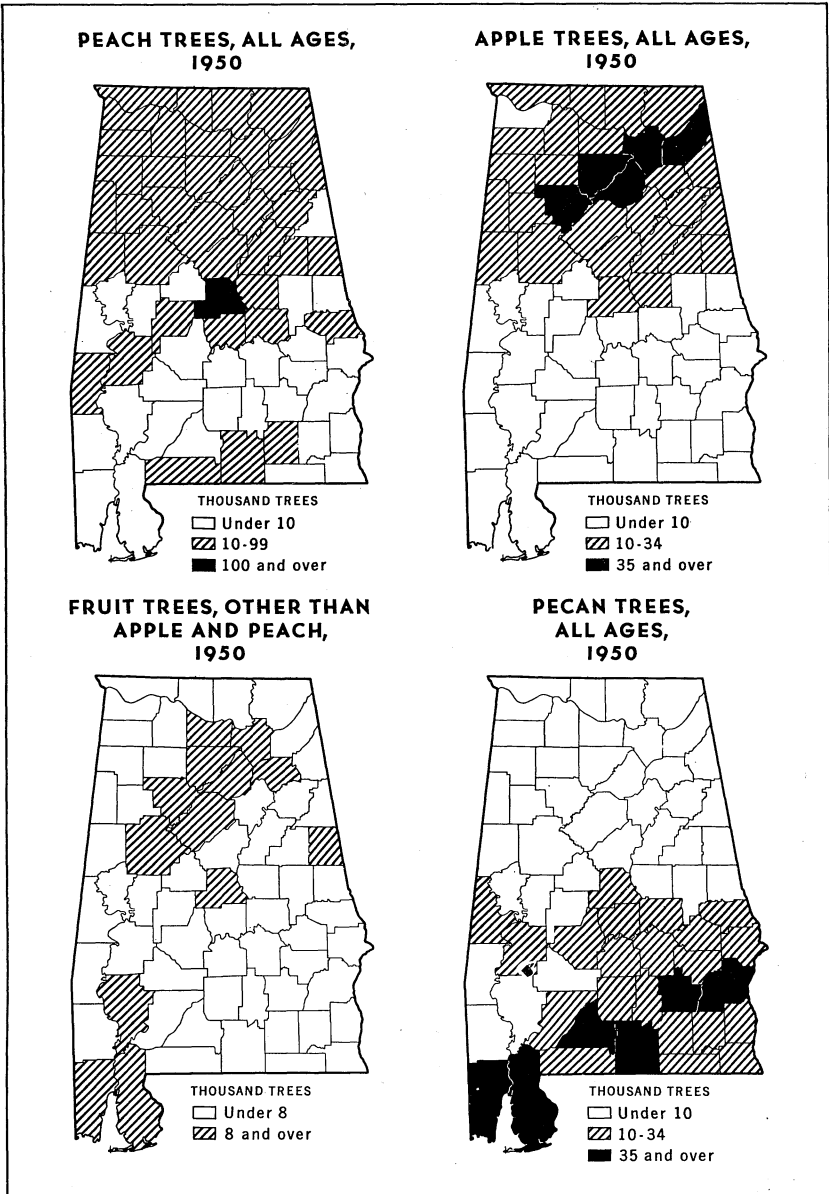 PEACH TREES, ALL AGES,
1950
THOUSAND TREES
Under 10
10-99
100 and over
APPLE TREES, ALL AGES,
1950
THOUSAND TREES
Under 10
10-34
35 and over
FRUIT TREES, OTHER THAN
APPLE AND PEACH,
1950
THOUSAND TREES
Under 8
8 and over
PECAN TREES,
ALL AGES,
1950
THOUSAND TREES
Under 10
10-34
35 and over